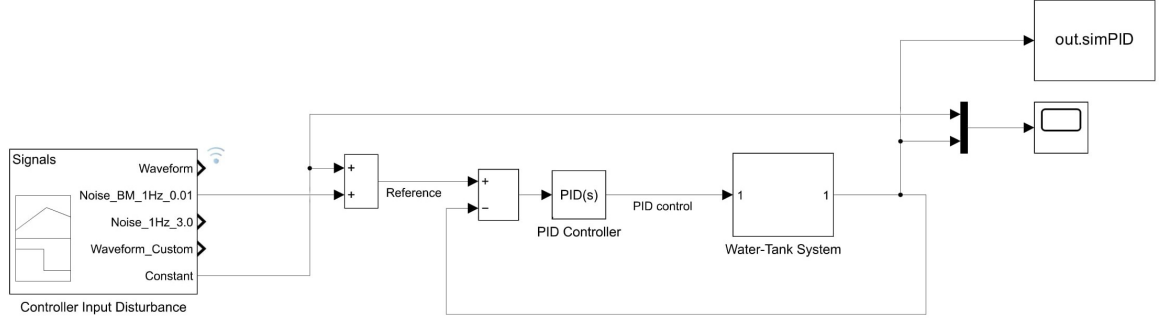 out.simPID
Signals
Waveform
Noise_BM_1Hz_0.01
Noise_1Hz_3.0
Waveform_Custom
Constant
Controller Input Disturbance
+
+
Reference
+
−
PID(s)
PID Controller
PID control
1
1
Water-Tank System